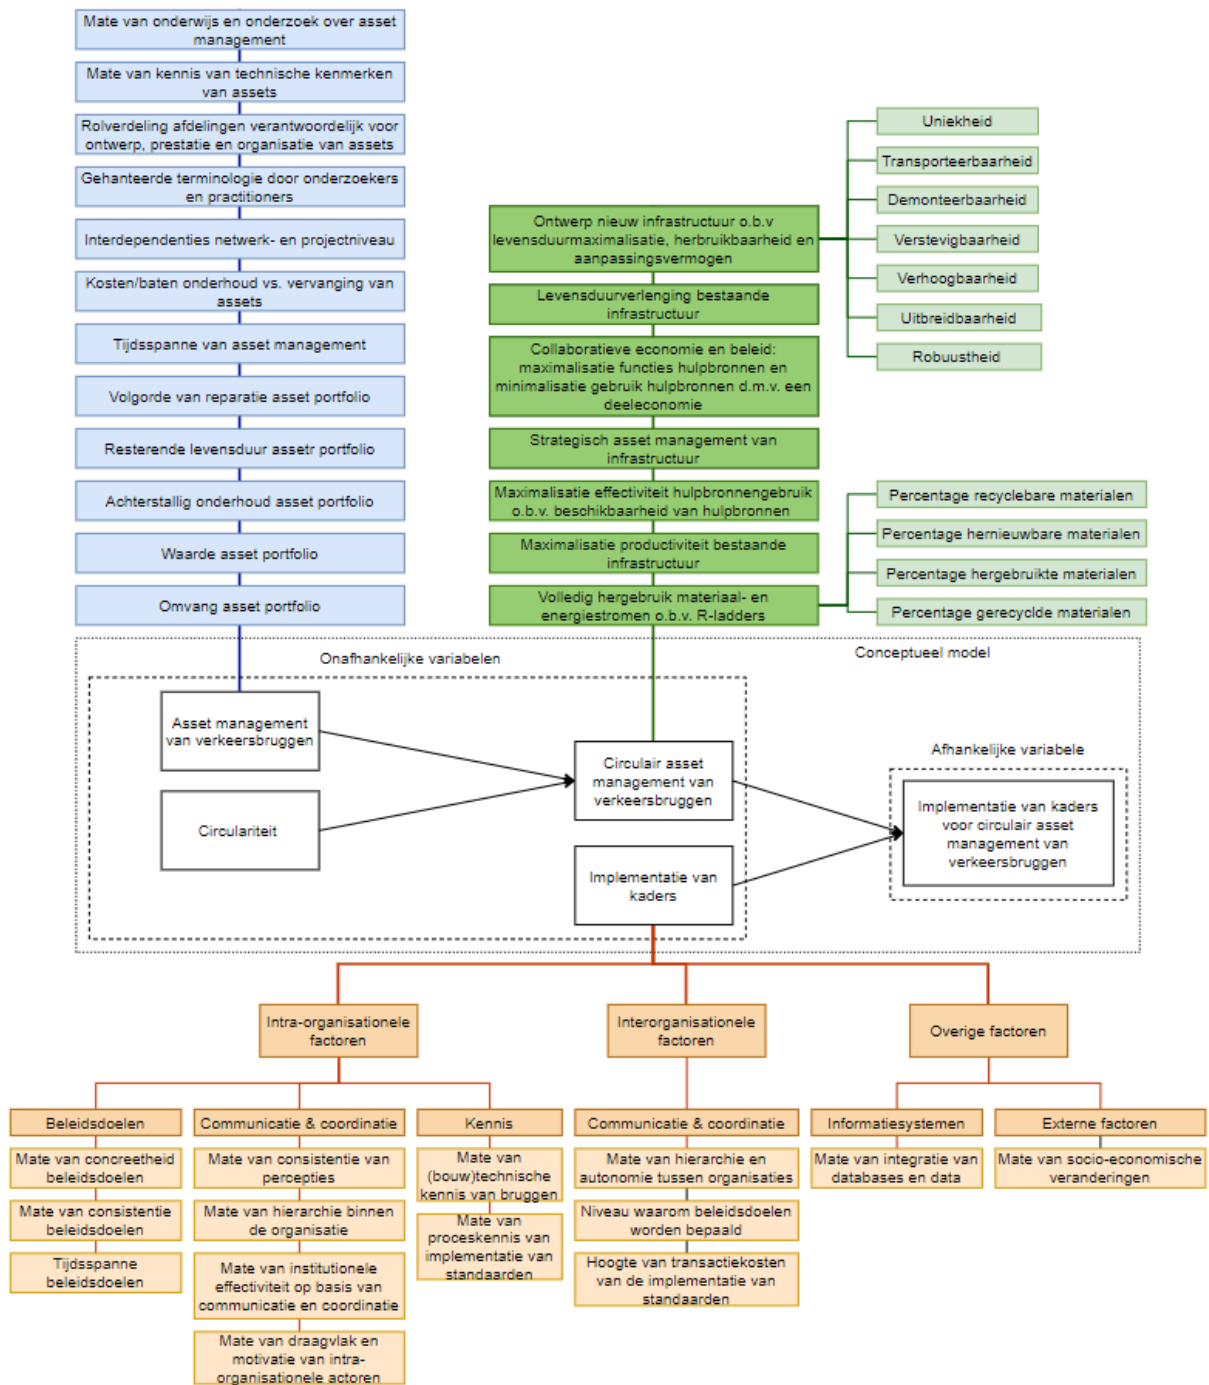 Mate van onderwijs en onderzoek over asset
management
Mate van kennis van technische kenmerken
van assets
Rolverdeling afdelingen verantwoordelijk voor
ontwerp, prestatie en organisatie van assets
Gehanteerde terminologie door onderzoekers
en practitioners
Interdependenties netwerk- en projectniveau
Kosten/baten onderhoud vs. vervanging van
assets
Tijdsspanne van asset management
Volgorde van reparatie asset portfolio
Resterende levensduur assetr portfolio
Achterstallig onderhoud asset portfolio
Waarde asset portfolio
Omvang asset portfolio
Ontwerp nieuw infrastructuur o.b.v
levensduurmaximalisatie, herbruikbaarheid en
aanpassingsvermogen
Levensduurverlenging bestaande
infrastructuur
Collaboratieve economie en beleid:
maximalisatie functies hulpbronnen en
minimalisatie gebruik hulpbronnen d.m.v. een
deeleconomie
Strategisch asset management van
infrastructuur
Maximalisatie effectiviteit hulpbronnengebruik
o.b.v. beschikbaarheid van hulpbronnen
Maximalisatie productiviteit bestaande
infrastructuur
Volledig hergebruik materiaal- en
energiestromen o.b.v. R-ladders
Uniekheid
Transporteerbaarheid
Demonteerbaarheid
Verstevigbaarheid
Verhoogbaarheid
Uitbreidbaarheid
Robuustheid
Percentage recyclebare materialen
Percentage hernieuwbare materialen
Percentage hergebruikte materialen
Percentage gerecyclde materialen
Conceptueel model
Onafhankelijke variabelen
Asset management
van verkeersbruggen
Circulariteit
Circulair asset
management van
verkeersbruggen
Implementatie van
kaders
Afhankelijke variabele
Implementatie van kaders
voor circulair asset
management van
verkeersbruggen
Intra-organisationele
factoren
Interorganisationele
factoren
Overige factoren
Beleidsdoelen
Mate van concreetheid
beleidsdoelen
Mate van consistentie
beleidsdoelen
Tijdsspanne
beleidsdoelen
Communicatie & coordinatie
Mate van consistentie van
percepties
Mate van hierarchie binnen
de organisatie
Mate van institutionele
effectiviteit op basis van
communicatie en coordinatie
Mate van draagvlak en
motivatie van intra-
organisationele actoren
Kennis
Mate van
(bouw)technische
kennis van bruggen
Mate van
proceskennis van
implementatie van
standaarden
Communicatie & coordinatie
Mate van hierarchie en
autonomie tussen organisaties
Niveau waarom beleidsdoelen
worden bepaald
Hoogte van transactiekosten
van de implementatie van
standaarden
Informatiesystemen
Mate van integratie van
databases en data
Externe factoren
Mate van socio-economische
veranderingen